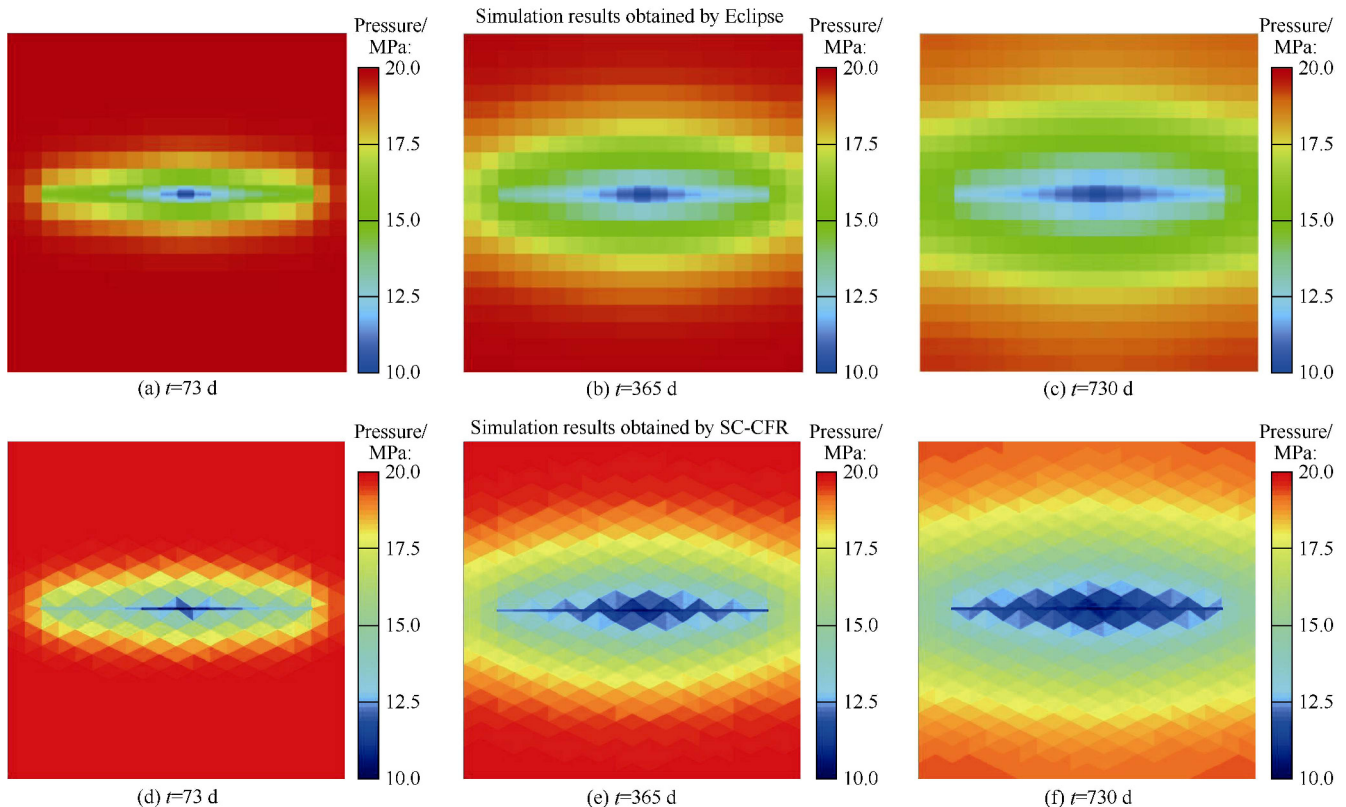 Simulation results obtained by Eclipse
Pressure/
MPa:
20.0
17.5
15.0
12.5
10.0
(a) t=73 d
Pressure/
MPa:
20.0
17.5
15.0
12.5
10.0
(b) t=365 d
Pressure/
MPa:
20.0
17.5
15.0
12.5
10.0
(c) t=730 d
Simulation results obtained by SC-CFR
Pressure/
MPa:
20.0
17.5
15.0
12.5
10.0
(d) t=73 d
Pressure/
MPa:
20.0
17.5
15.0
12.5
10.0
(e) t=365 d
Pressure/
MPa:
20.0
17.5
15.0
12.5
10.0
(f) t=730 d